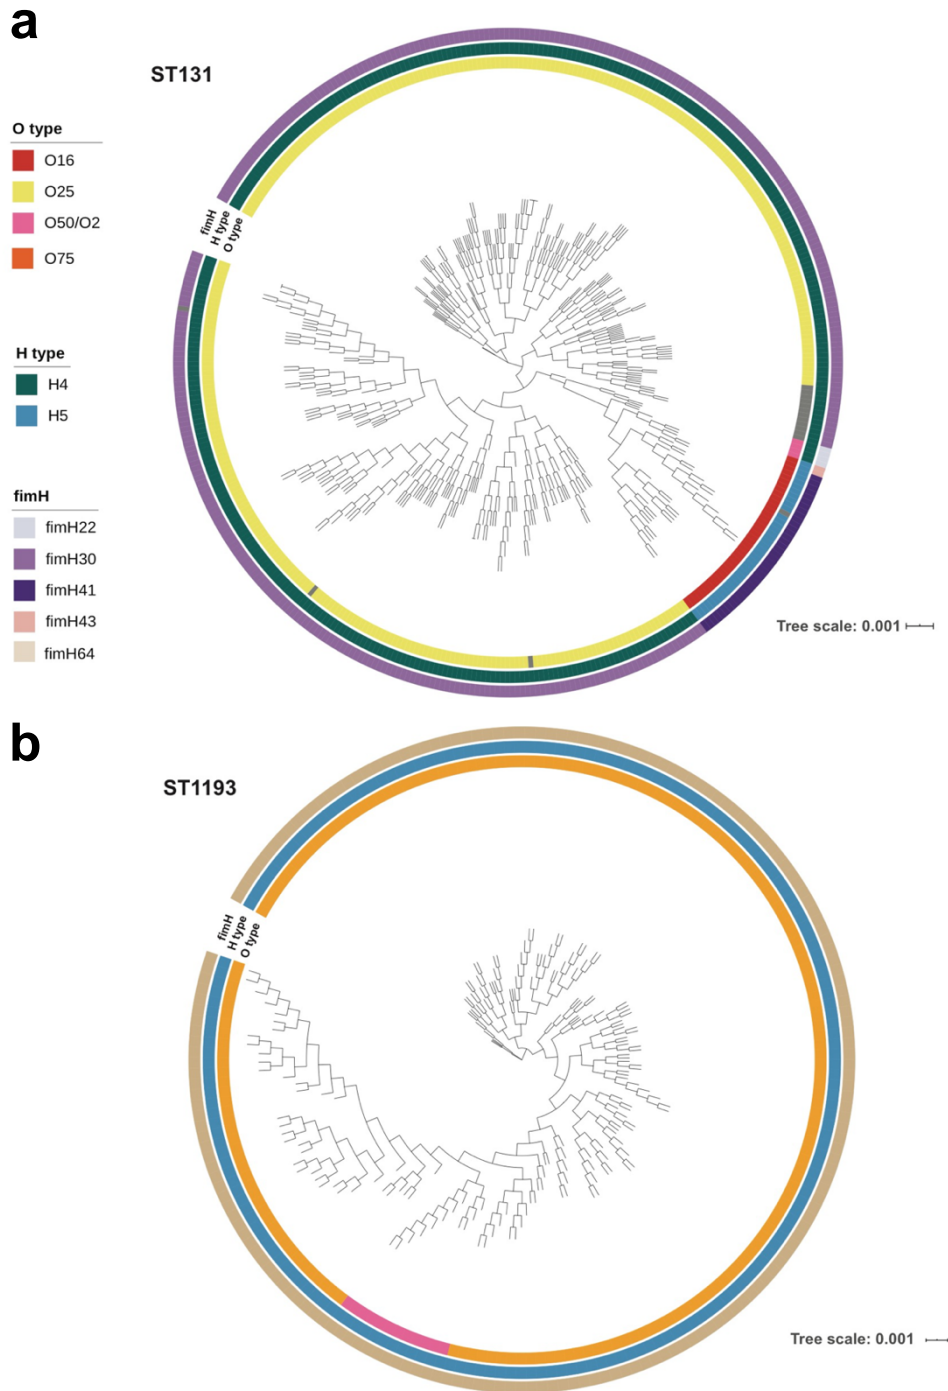 a
ST131
O type
O16
O25
O50/O2
O75
fimH
H type
O type
H type
H4
H5
fimH
fimH22
fimH30
fimH41
fimH43
fimH64
Tree scale: 0.001
b
ST1193
fimH
H type
O type
Tree scale: 0.001